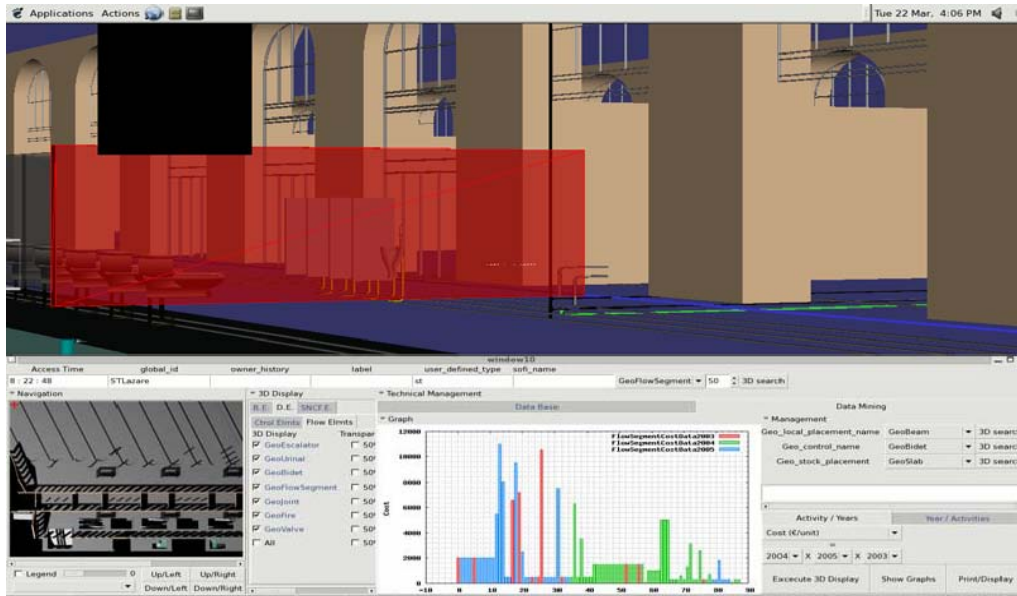 Applications Actions Tue 22 Mar, 4:06 PM
window10
Access Time global_id owner_history label user_defined_type sofi_name
8 : 22 : 48 STLazare st GeoFlowSegment 50 3D search
Navigation 3D Display Technical Management
B.E. D.E. SNCF.E. Data Base Data Mining
Ctrol Elmts Flow Elmnts Graph Management
3D Display Transpar
GeoEscalator 50
GeoUrinal 50
GeoBidet 50
GeoFlowSegment 50
GeoJoint 50
GeoFire 50
GeoValve 50
All 50
FlowSegmentCostData2003
FlowSegmentCostData2004
FlowSegmentCostData2005
Cost
12000
10000
8000
6000
4000
2000
0
-10 0 10 20 30 40 50 60 70 80 90
Geo_local_placement_name GeoBeam 3D searc
Geo_control_name GeoBidet 3D searc
Geo_stock_placement GeoSlab 3D searc
Activity / Years Year / Activities
Cost (€/unit)
=
2004 X 2005 X 2003
Excecute 3D Display Show Graphs Print/Display
Legend 0 Up/Left Up/Right
Down/Left Down/Right